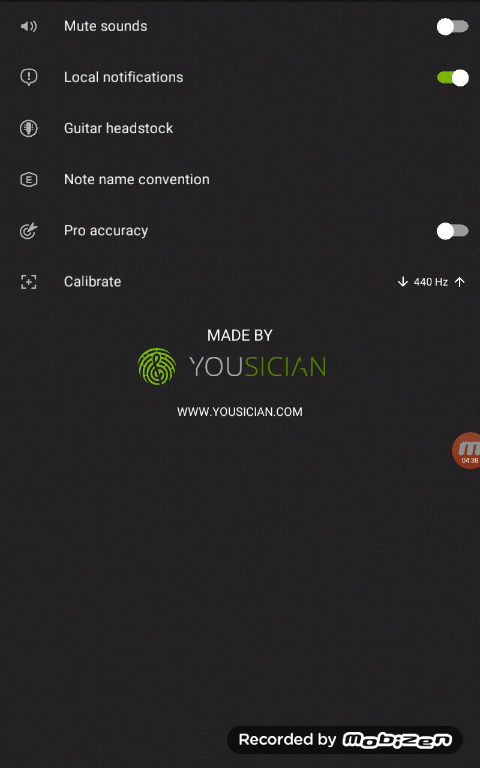 Mute sounds
Local notifications
Guitar headstock
E
Note name convention
Pro accuracy
Calibrate 440 Hz
MADE BY
YOUSICIAN
WWW.YOUSICIAN.COM
04:38
Recorded by Mobizen